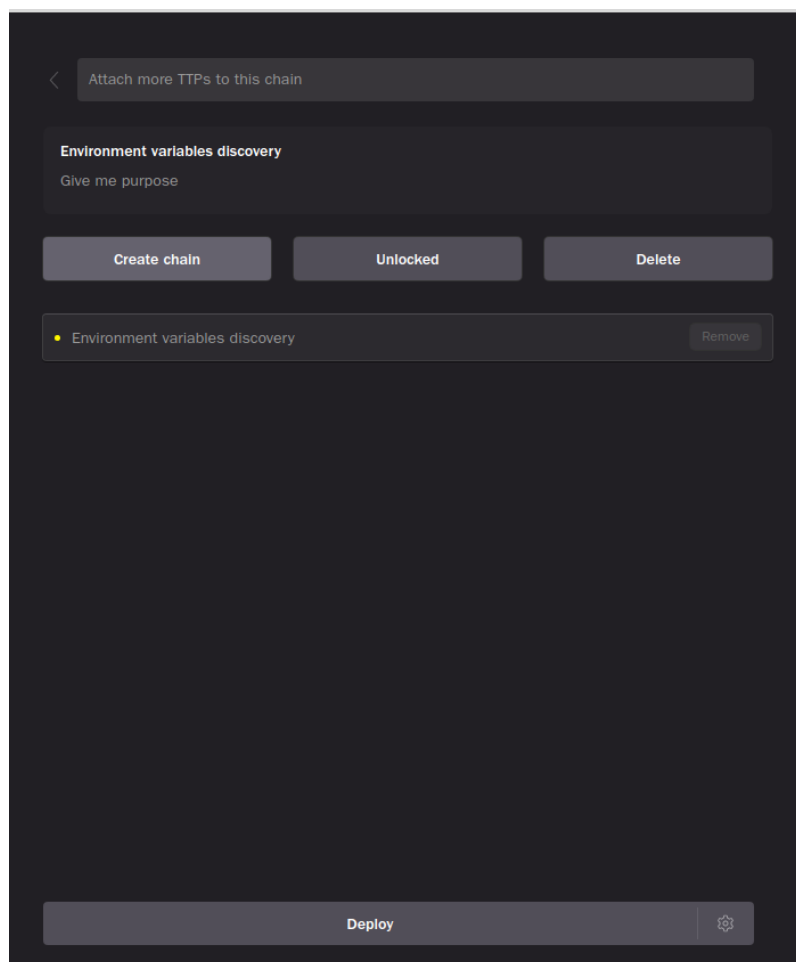 Attach more TTPs to this chain
Environment variables discovery
Give me purpose
Create chain Unlocked Delete
Environment variables discovery Remove
Deploy